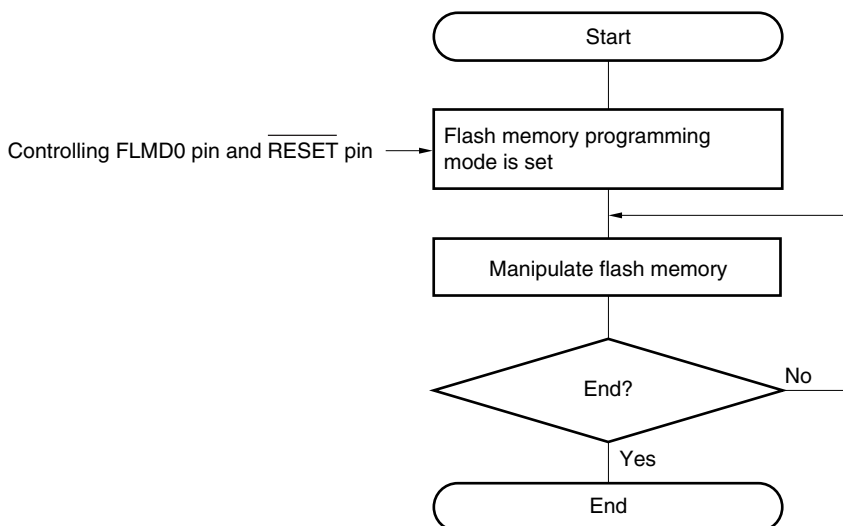 Start
Controlling FLMD0 pin and RESET pin
Flash memory programming
mode is set
Manipulate flash memory
End?
No
Yes
End